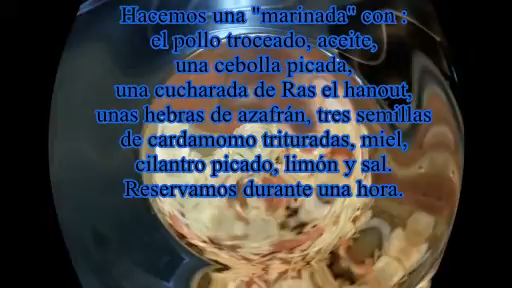 Hacemos una "marinada" con :
el pollo troceado, aceite,
una cebolla picada,
una cucharada de Ras el hanout,
unas hebras de azafrán, tres semillas
de cardamomo trituradas, miel,
cilantro picado, limón y sal.
Reservamos durante una hora.